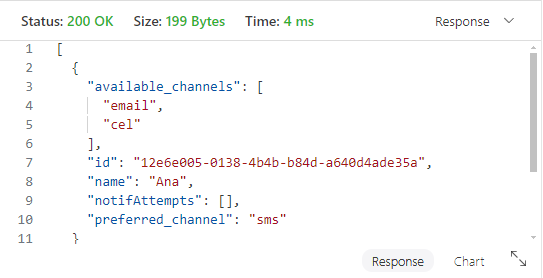 Status: 200 OK Size: 199 Bytes Time: 4 ms Response
1 [
2 {
3 "available_channels": [
4 "email",
5 "cel"
6 ],
7 "id": "12e6e005-0138-4b4b-b84d-a640d4ade35a",
8 "name": "Ana",
9 "notifAttempts": [],
10 "preferred_channel": "sms"
11 }
Response Chart